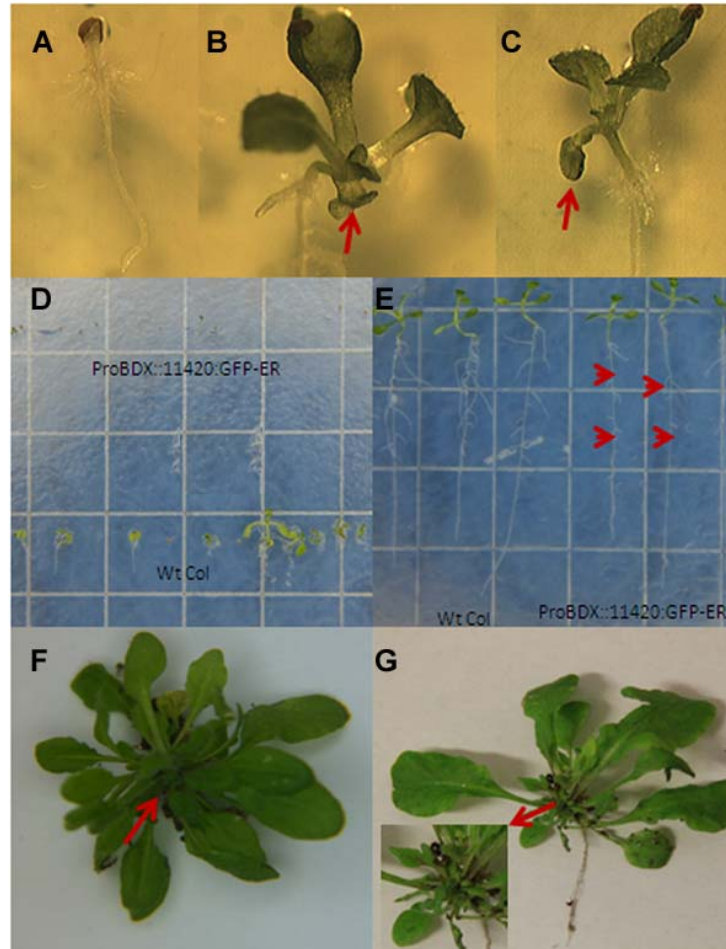 A
B
C
D
ProBDX::11420:GFP-ER
Wt Col
E
Wt Col
ProBDX::11420:GFP-ER
F
G